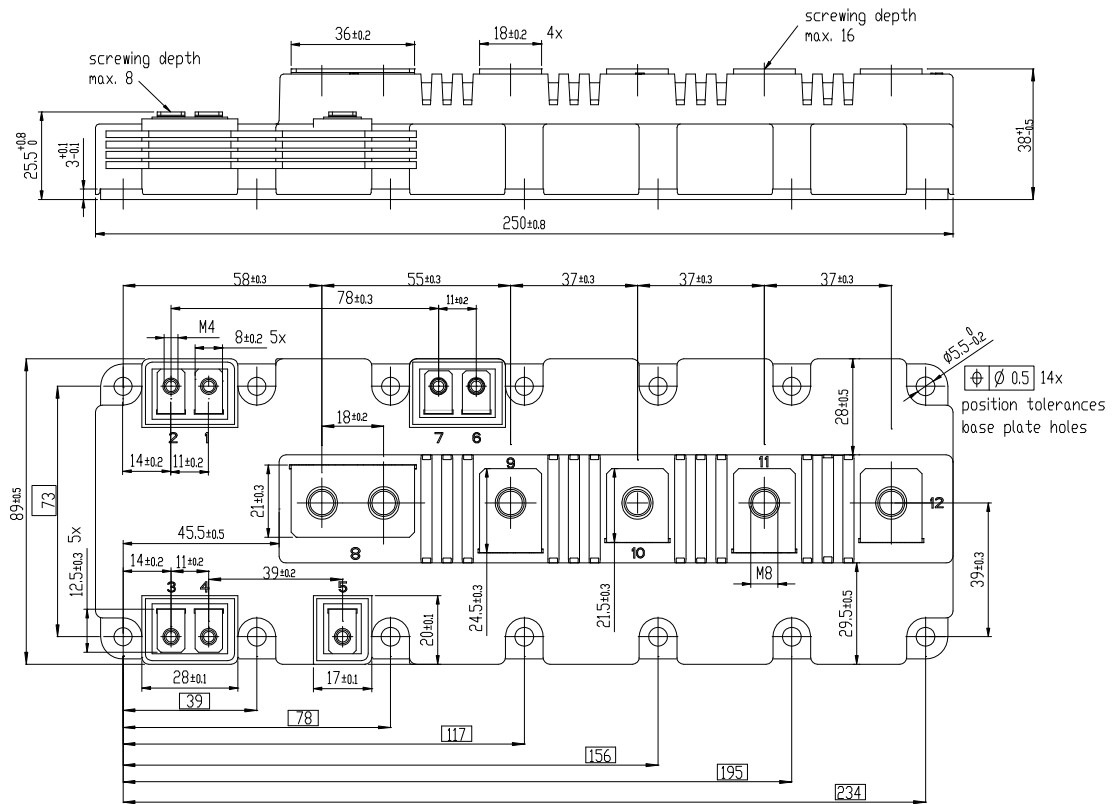 screwing depth
max. 16
36±0.2
18±0.2 4x
screwing depth
max. 8
25.5 +0.8 0
3 +0.1 -0.1
38 +1 -0.5
250±0.8
58±0.3
55±0.3
37±0.3
37±0.3
37±0.3
78±0.3
11±0.2
M4
8±0.2 5x
Ø5.5 0 -0.2
⌖ Ø 0.5 14x
position tolerances
base plate holes
18±0.2
28±0.5
2
1
7
6
14±0.2
11±0.2
9
11
12
89±0.5
73
21±0.3
45.5±0.5
8
10
12.5±0.3 5x
14±0.2
11±0.2
39±0.2
3
4
5
24.5±0.3
21.5±0.3
M8
39±0.3
20±0.1
29.5±0.5
28±0.1
17±0.1
39
78
117
156
195
234